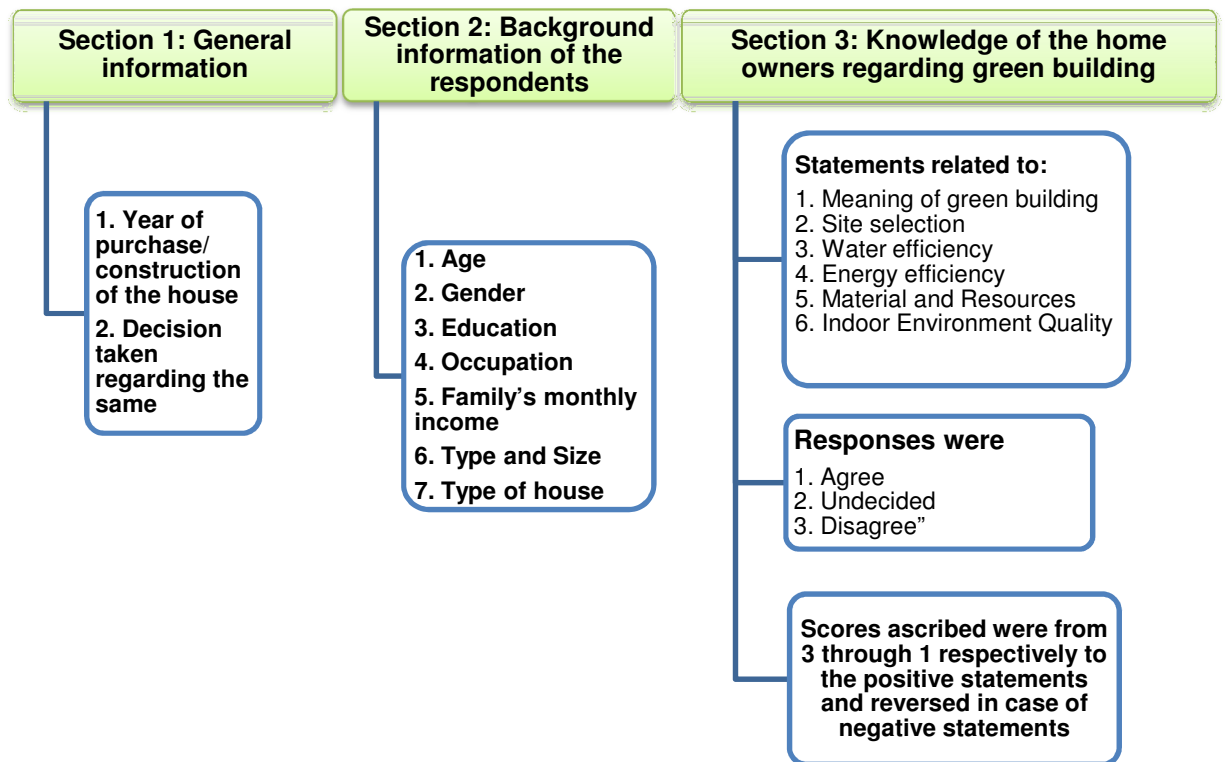 Section 1: General
information
1. Year of
purchase/
construction
of the house
2. Decision
taken
regarding the
same
Section 2: Background
information of the
respondents
1. Age
2. Gender
3. Education
4. Occupation
5. Family’s monthly
income
6. Type and Size
7. Type of house
Section 3: Knowledge of the home
owners regarding green building
Statements related to:
1. Meaning of green building
2. Site selection
3. Water efficiency
4. Energy efficiency
5. Material and Resources
6. Indoor Environment Quality
Responses were
1. Agree
2. Undecided
3. Disagree”
Scores ascribed were from
3 through 1 respectively to
the positive statements
and reversed in case of
negative statements